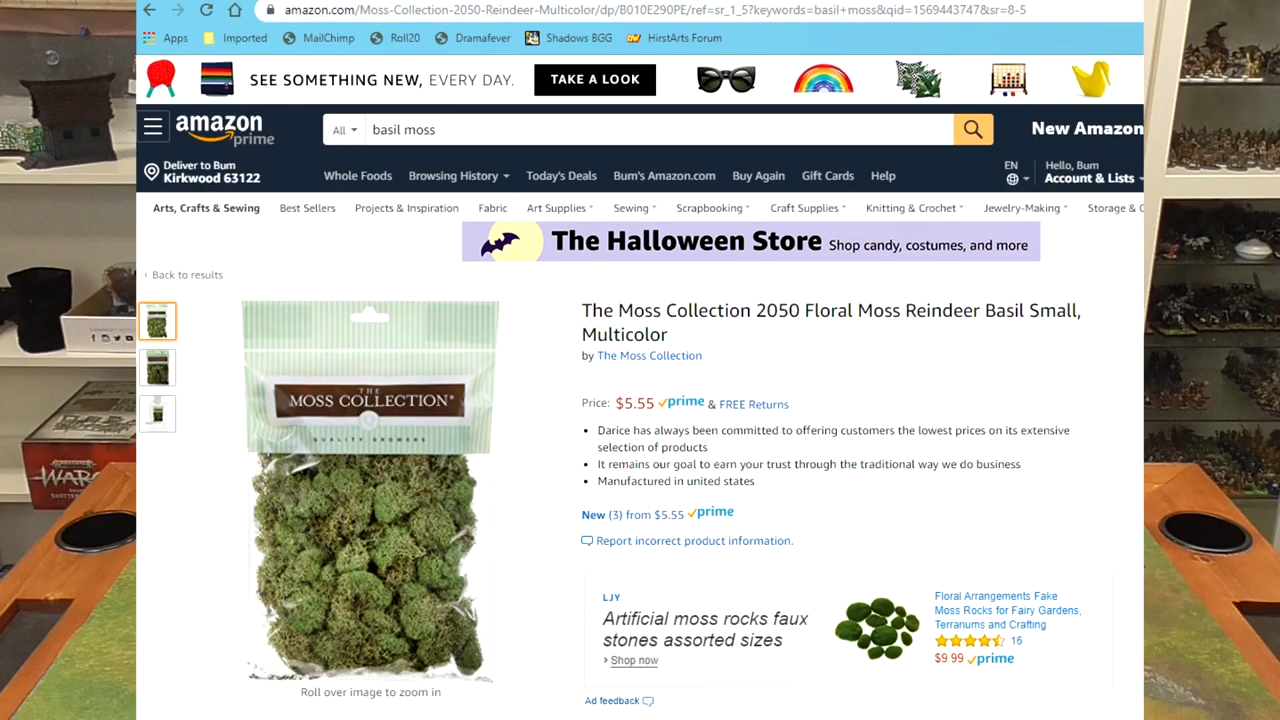 amazon.com/Moss-Collection-2050-Reindeer-Multicolor/dp/B010E290PE/ref=sr_1_5?keywords=basil+moss&qid=1569443747&sr=8-5
Apps Imported MailChimp Roll20 Dramafever Shadows BGG HirstArts Forum
SEE SOMETHING NEW, EVERY DAY. TAKE A LOOK
amazon prime All basil moss New Amazon
Deliver to Bum EN Hello, Bum
Kirkwood 63122 Whole Foods Browsing History Today's Deals Bum's Amazon.com Buy Again Gift Cards Help Account & Lists
Arts, Crafts & Sewing Best Sellers Projects & Inspiration Fabric Art Supplies Sewing Scrapbooking Craft Supplies Knitting & Crochet Jewelry-Making Storage & C
The Halloween Store Shop candy, costumes, and more
‹ Back to results
The Moss Collection 2050 Floral Moss Reindeer Basil Small,
Multicolor
by The Moss Collection
THE
MOSS COLLECTION®
QUALITY GROWERS
Price: $5.55 prime & FREE Returns
• Darice has always been committed to offering customers the lowest prices on its extensive
selection of products
• It remains our goal to earn your trust through the traditional way we do business
• Manufactured in united states
New (3) from $5.55 prime
Report incorrect product information.
LJY
Artificial moss rocks faux
stones assorted sizes
› Shop now
Floral Arrangements Fake
Moss Rocks for Fairy Gardens,
Terrariums and Crafting
16
$9.99 prime
Roll over image to zoom in
Ad feedback
WAR